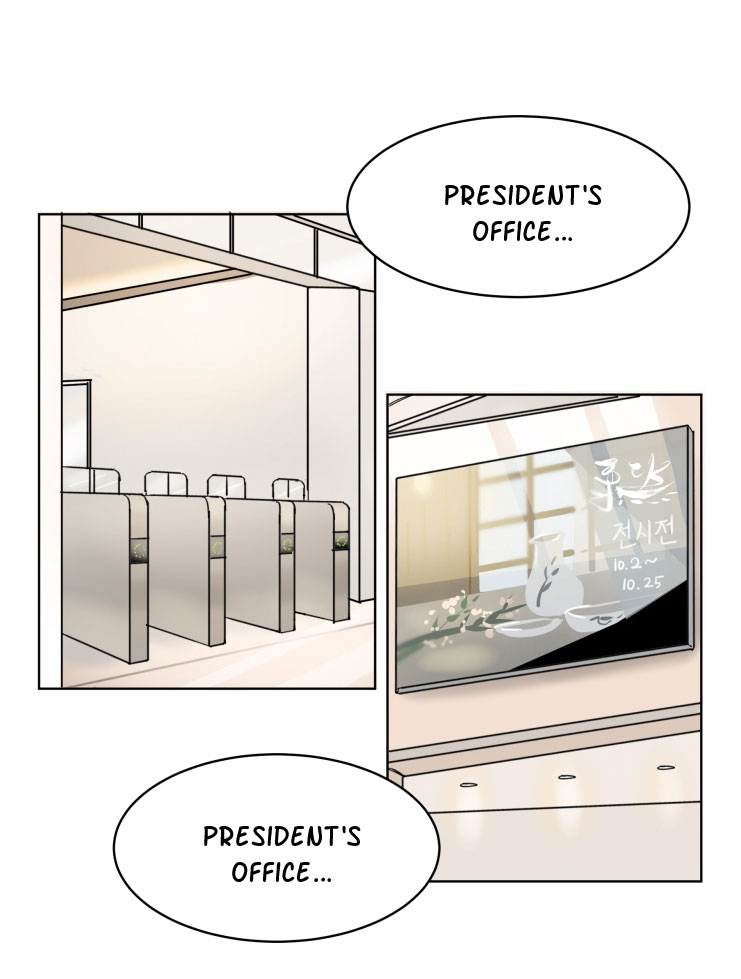 PRESIDENT'S
OFFICE...
전시전
10.2~
10.25
PRESIDENT'S
OFFICE...